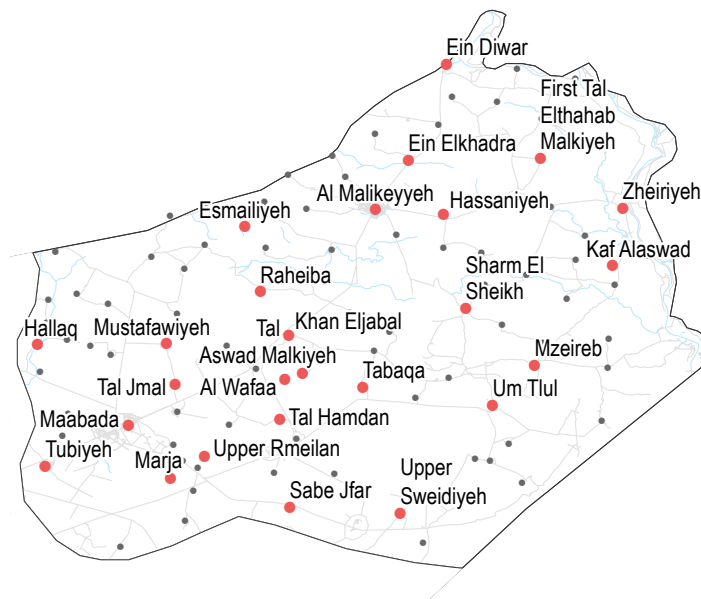 Ein Diwar
First Tal
Elthahab
Malkiyeh
Ein Elkhadra
Al Malikeyyeh
Hassaniyeh
Zheiriyeh
Esmailiyeh
Kaf Alaswad
Sharm El
Sheikh
Raheiba
Hallaq
Mustafawiyeh
Tal
Aswad Malkiyeh
Khan Eljabal
Mzeireb
Tal Jmal
Al Wafaa
Tabaqa
Um Tlul
Maabada
Tal Hamdan
Tubiyeh
Marja
Upper Rmeilan
Upper
Sweidiyeh
Sabe Jfar